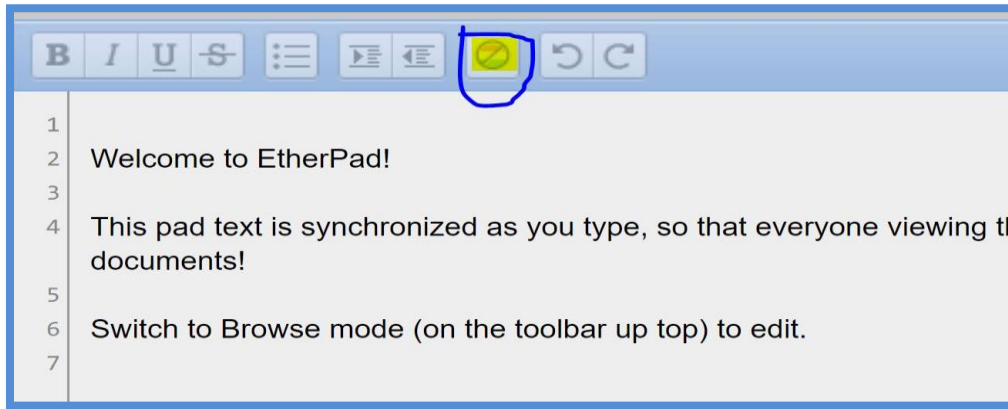 B I U S
1
2 Welcome to EtherPad!
3
4 This pad text is synchronized as you type, so that everyone viewing
documents!
5
6 Switch to Browse mode (on the toolbar up top) to edit.
7